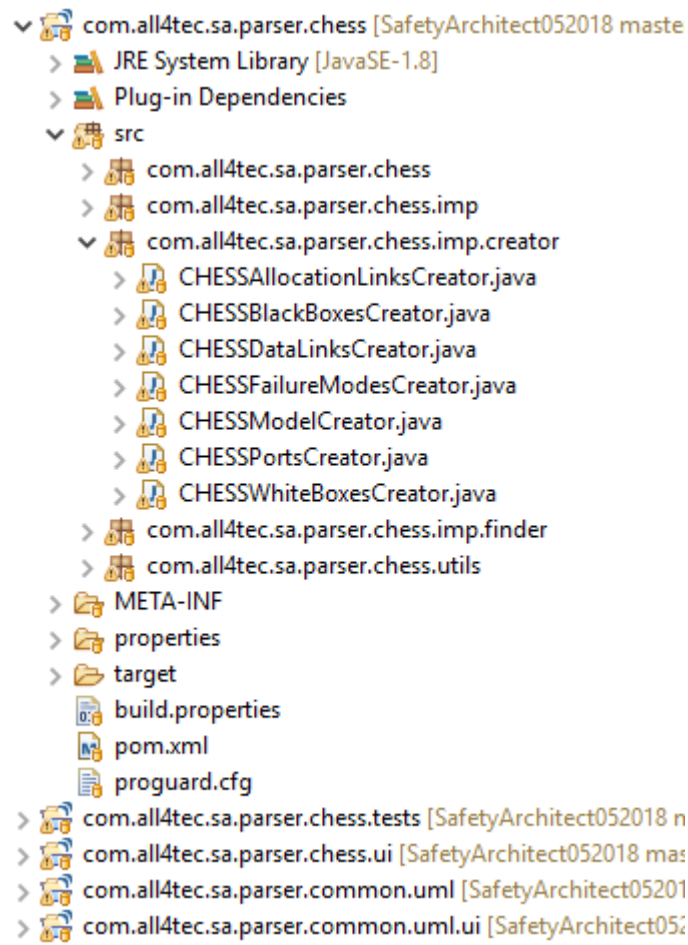 com.all4tec.sa.parser.chess [SafetyArchitect052018 maste
JRE System Library [JavaSE-1.8]
Plug-in Dependencies
src
com.all4tec.sa.parser.chess
com.all4tec.sa.parser.chess.imp
com.all4tec.sa.parser.chess.imp.creator
CHESSAllocationLinksCreator.java
CHESSBlackBoxesCreator.java
CHESSDataLinksCreator.java
CHESSFailureModesCreator.java
CHESSModelCreator.java
CHESSPortsCreator.java
CHESSWhiteBoxesCreator.java
com.all4tec.sa.parser.chess.imp.finder
com.all4tec.sa.parser.chess.utils
META-INF
properties
target
build.properties
pom.xml
proguard.cfg
com.all4tec.sa.parser.chess.tests [SafetyArchitect052018 m
com.all4tec.sa.parser.chess.ui [SafetyArchitect052018 mas
com.all4tec.sa.parser.common.uml [SafetyArchitect05201
com.all4tec.sa.parser.common.uml.ui [SafetyArchitect052